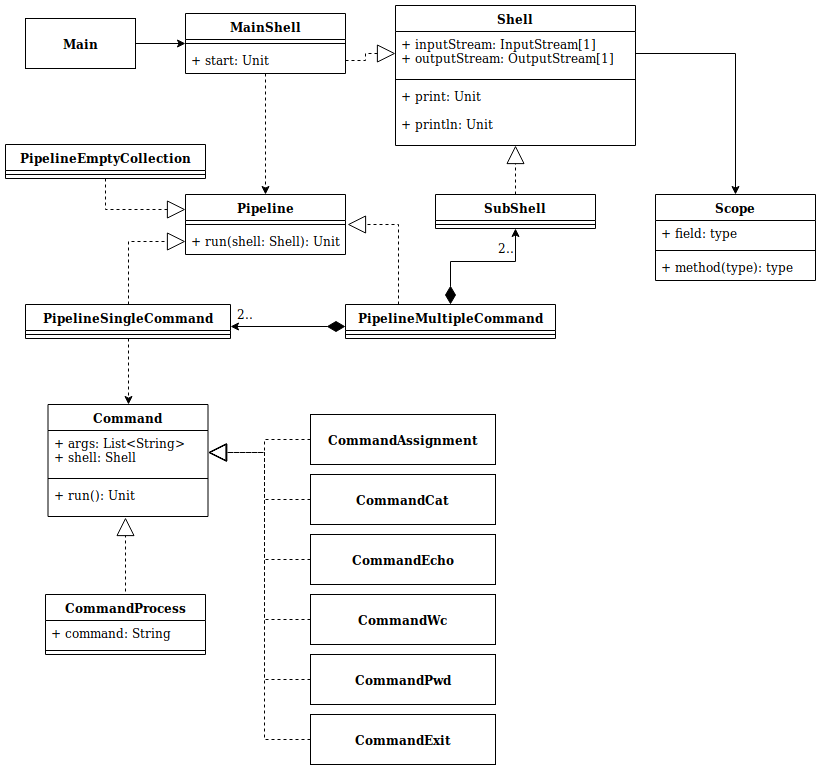 Main
MainShell
+ start: Unit
Shell
+ inputStream: InputStream[1]
+ outputStream: OutputStream[1]
+ print: Unit
+ println: Unit
PipelineEmptyCollection
Pipeline
+ run(shell: Shell): Unit
SubShell
2..
Scope
+ field: type
+ method(type): type
PipelineSingleCommand
2..
PipelineMultipleCommand
Command
+ args: List<String>
+ shell: Shell
+ run(): Unit
CommandProcess
+ command: String
CommandAssignment
CommandCat
CommandEcho
CommandWc
CommandPwd
CommandExit